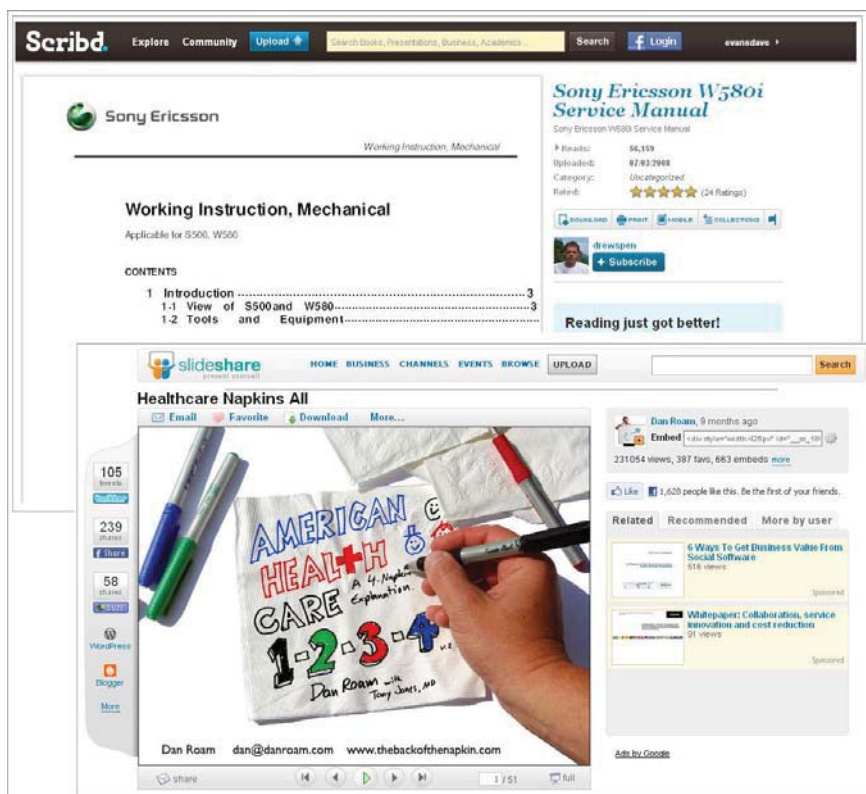 Scribd.
Explore Community Upload Search Books, Presentations, Business, Academics... Search Login evansdave
Sony Ericsson
Working Instruction, Mechanical
Working Instruction, Mechanical
Applicable for S500, W580
CONTENTS
1 Introduction 3
1-1 View of S500 and W580 3
1-2 Tools and Equipment
Sony Ericsson W580i
Service Manual
Sony Ericsson W580i Service Manual
Reads: 56,159
Uploaded: 07/03/2008
Category: Uncategorized
Rated: (24 Ratings)
DOWNLOAD PRINT MOBILE COLLECTIONS
drewspen
+ Subscribe
Reading just got better!
slideshare
present yourself
HOME BUSINESS CHANNELS EVENTS BROWSE UPLOAD Search
Healthcare Napkins All
Email Favorite Download More...
105
tweets
twitter
239
shares
Share
58
shares
Buzz
WordPress
Blogger
More
AMERICAN
HEALTH
CARE
A 4-Napkin
Explanation.
1-2-3-4
Dan Roam with
Tony Jones, MD
Dan Roam dan@danroam.com www.thebackofthenapkin.com
share 1 / 51 full
Dan Roam, 9 months ago
Embed
231054 views, 387 favs, 663 embeds more
Like 1,628 people like this. Be the first of your friends.
Related Recommended More by user
6 Ways To Get Business Value From
Social Software
516 views
Sponsored
Whitepaper: Collaboration, service
innovation and cost reduction
91 views
Sponsored
Ads by Google